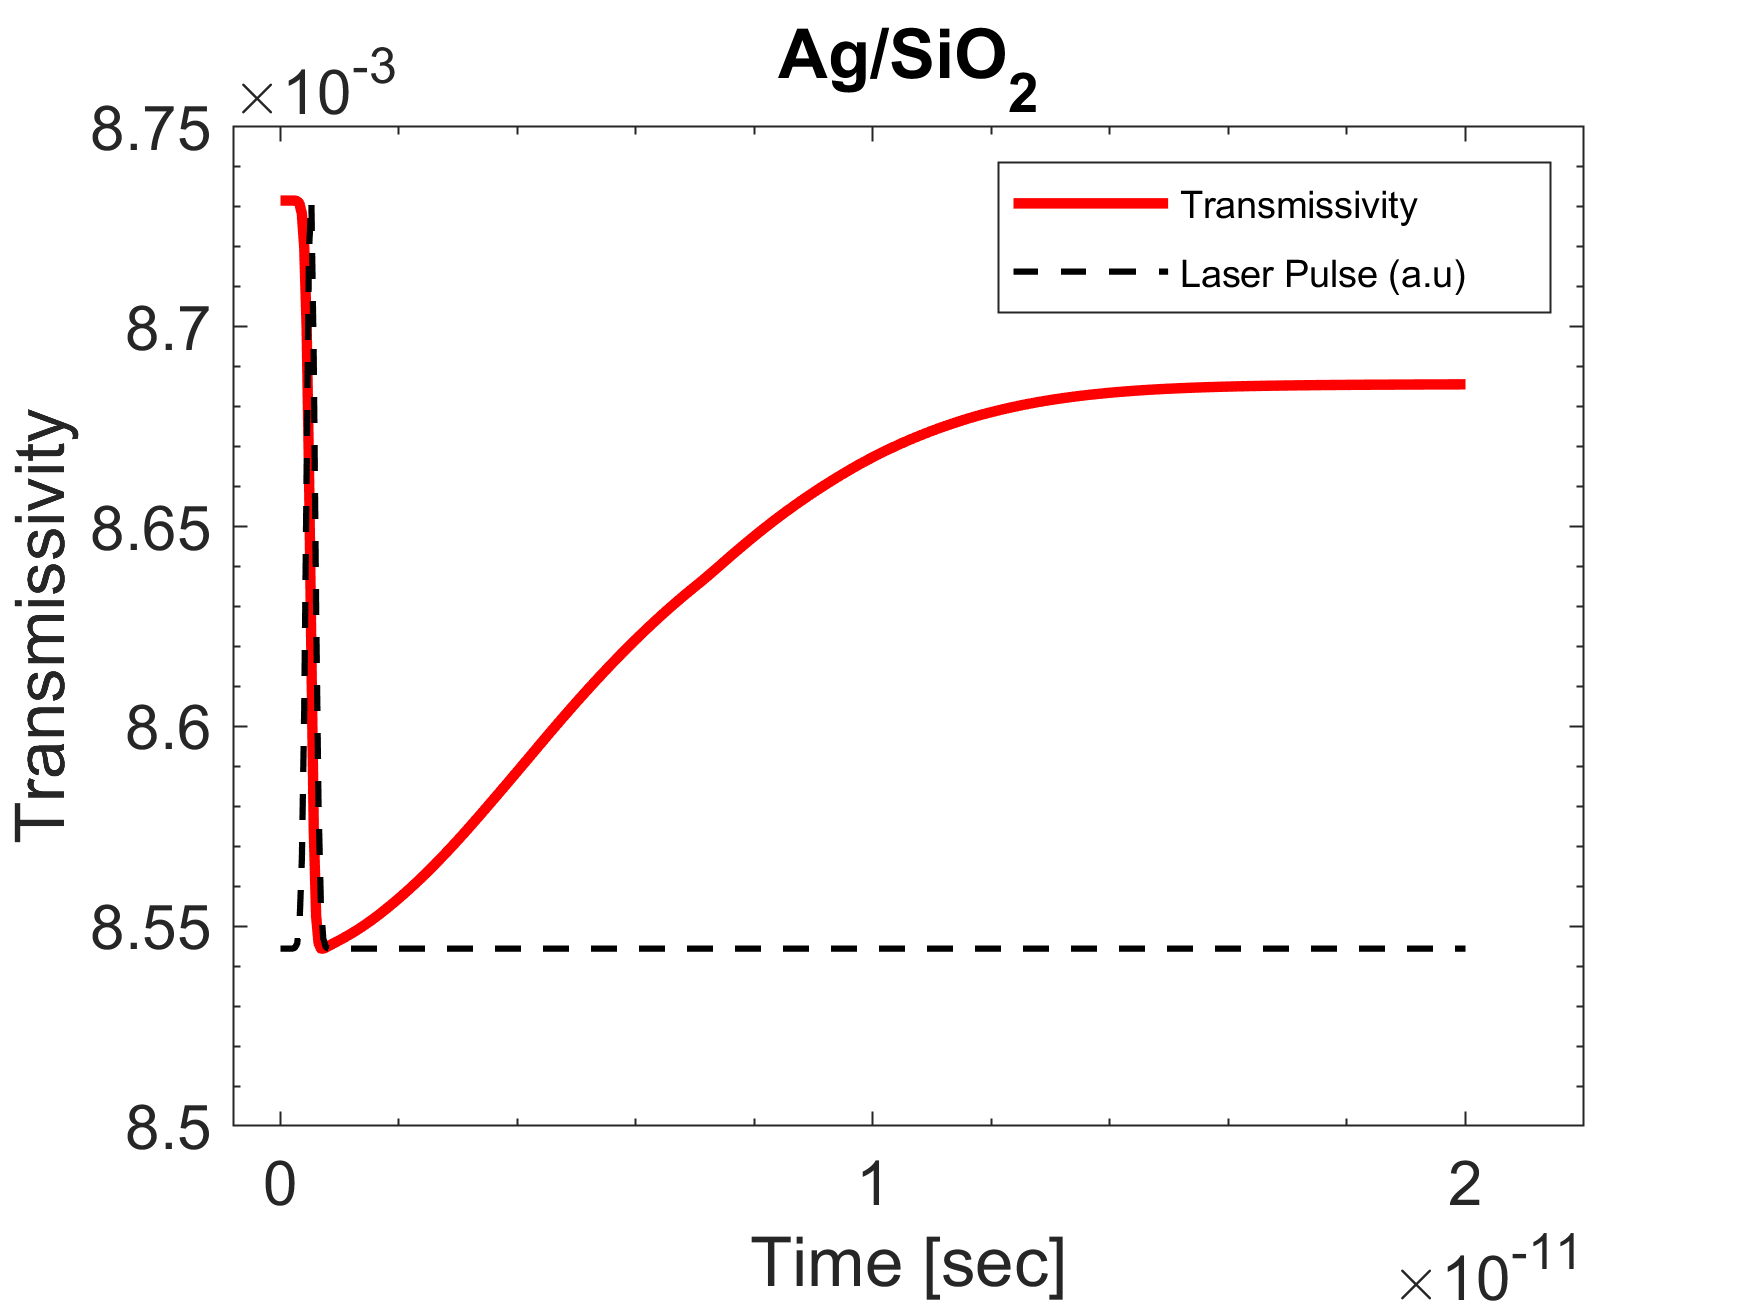 Ag/SiO₂
×10⁻³
8.75
8.7
8.65
8.6
8.55
8.5
Transmissivity
Transmissivity
Laser Pulse (a.u)
0 1 2
Time [sec]
×10⁻¹¹